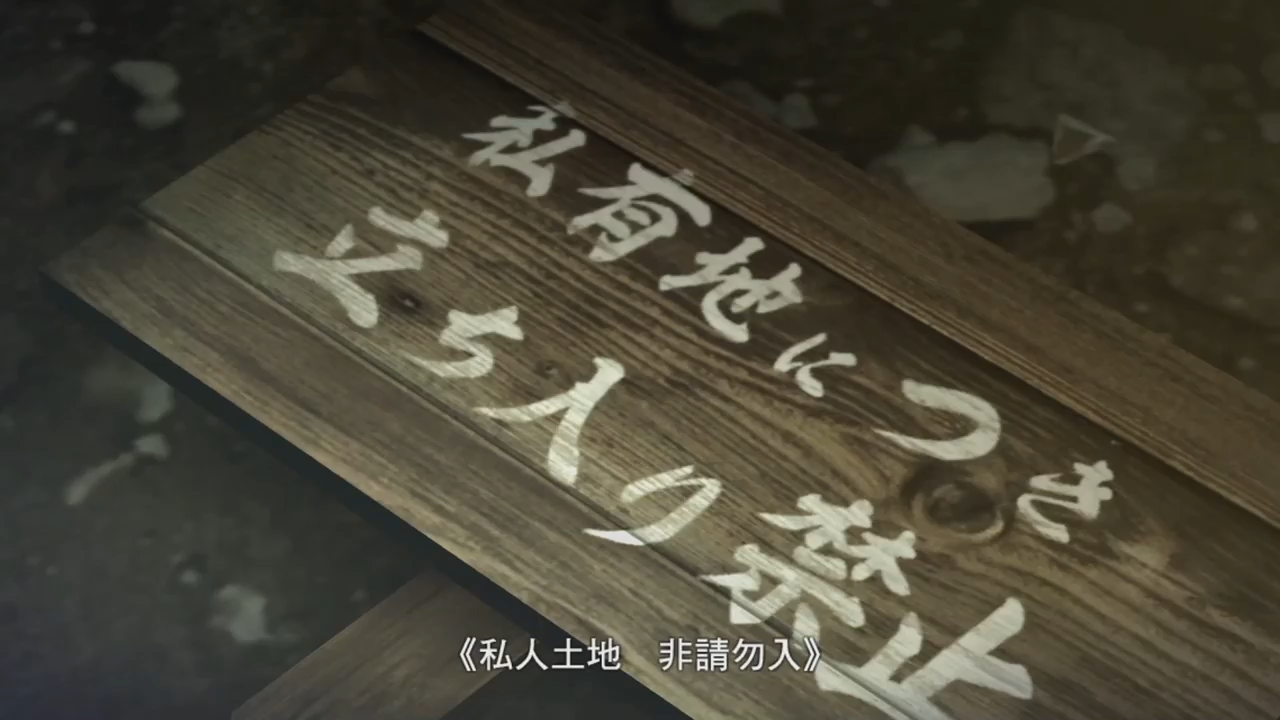 私有地につき
立ち入り禁止
《私人土地　非請勿入》